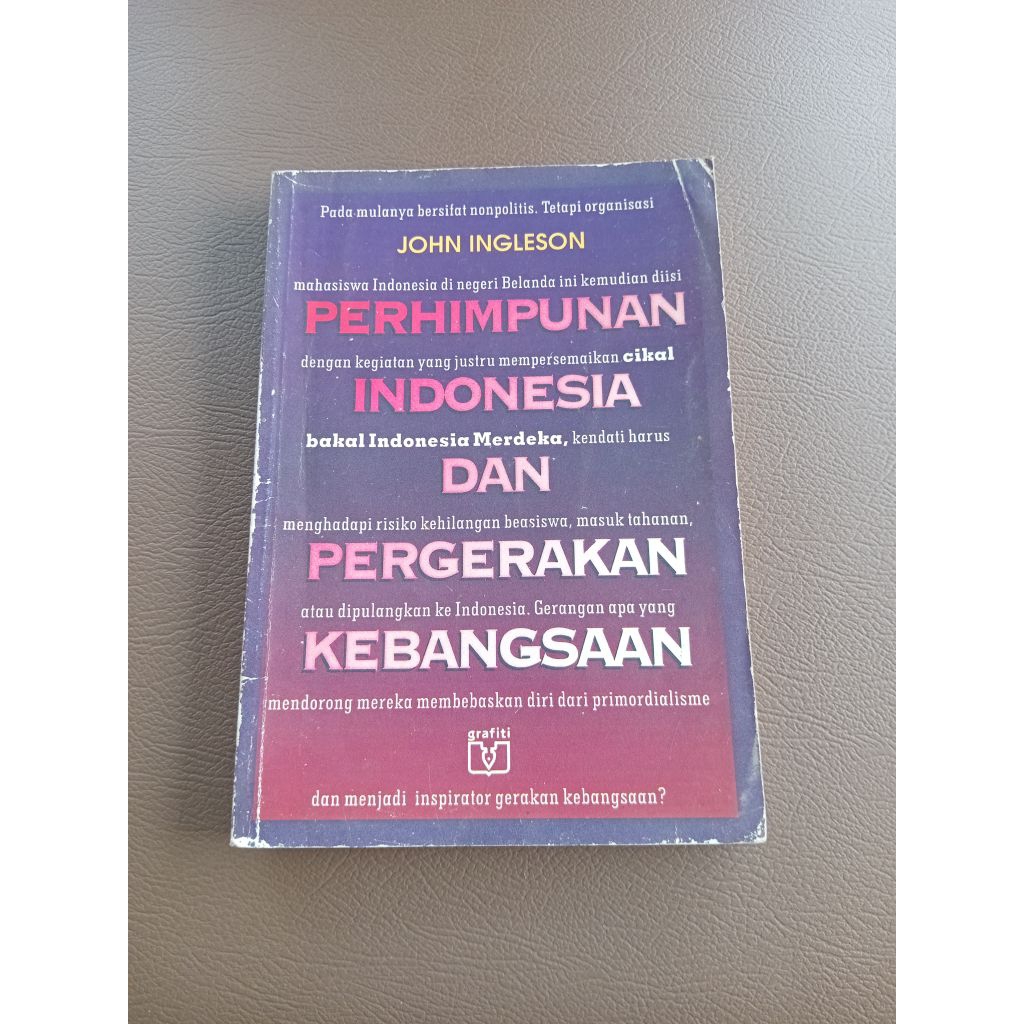 Pada mulanya bersifat nonpolitis. Tetapi organisasi
JOHN INGLESON
mahasiswa Indonesia di negeri Belanda ini kemudian diisi
PERHIMPUNAN
dengan kegiatan yang justru mempersemaikan cikal
INDONESIA
bakal Indonesia Merdeka, kendati harus
DAN
menghadapi risiko kehilangan beasiswa, masuk tahanan,
PERGERAKAN
atau dipulangkan ke Indonesia. Gerangan apa yang
KEBANGSAAN
mendorong mereka membebaskan diri dari primordialisme
grafiti
dan menjadi inspirator gerakan kebangsaan?